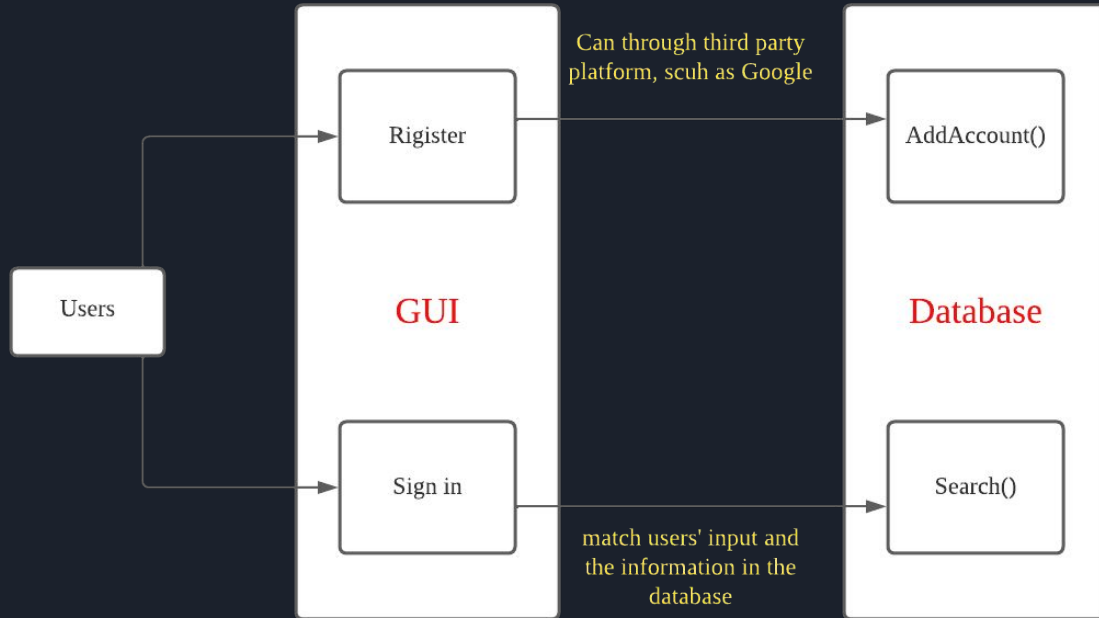 Can through third party
platform, scuh as Google
Rigister
AddAccount()
Users
GUI
Database
Sign in
Search()
match users' input and
the information in the
database